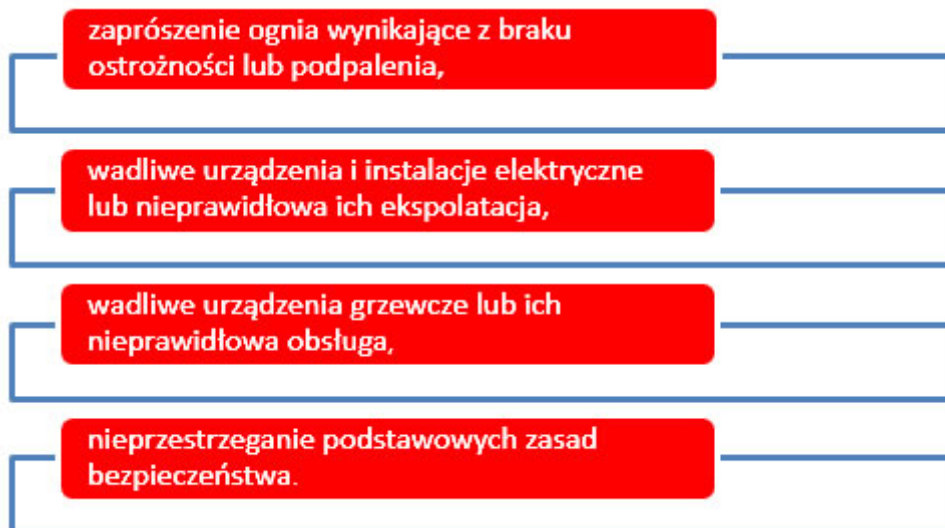 zaprószenie ognia wynikające z braku
ostrożności lub podpalenia,
wadliwe urządzenia i instalacje elektryczne
lub nieprawidłowa ich ekspolatacja,
wadliwe urządzenia grzewcze lub ich
nieprawidłowa obsługa,
nieprzestrzeganie podstawowych zasad
bezpieczeństwa.